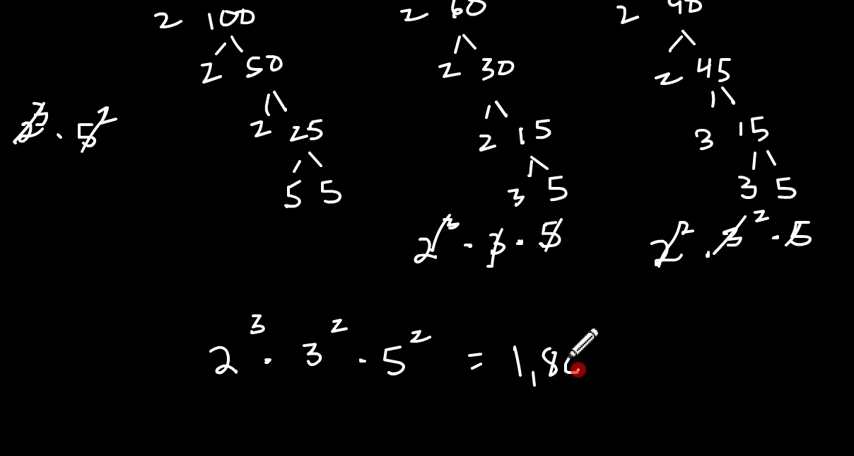 2 100 2 60 2 90
2 50 2 30 2 45
2³ · 5² 2 25 2 15 3 15
5 5 3 5 3 5
2³ · 3 · 5 2² · 3² · 5
2³ · 3² · 5² = 1,8